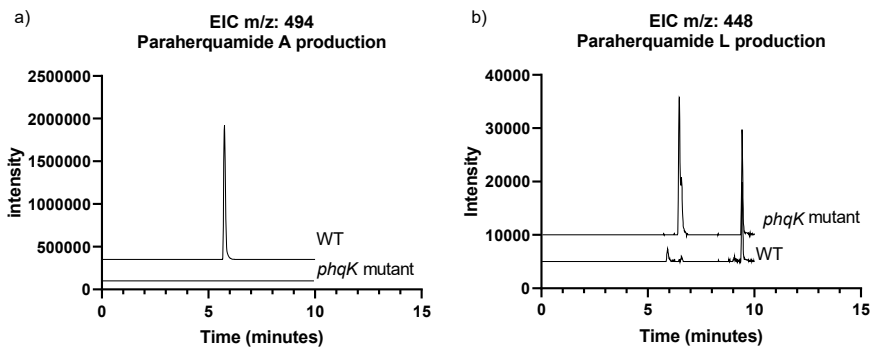 a)
EIC m/z: 494
Paraherquamide A production
2500000
2000000
1500000
1000000
500000
0
intensity
WT
phqK mutant
0
5
10
15
Time (minutes)
b)
EIC m/z: 448
Paraherquamide L production
40000
30000
20000
10000
0
Intensity
phqK mutant
WT
0
5
10
15
Time (minutes)